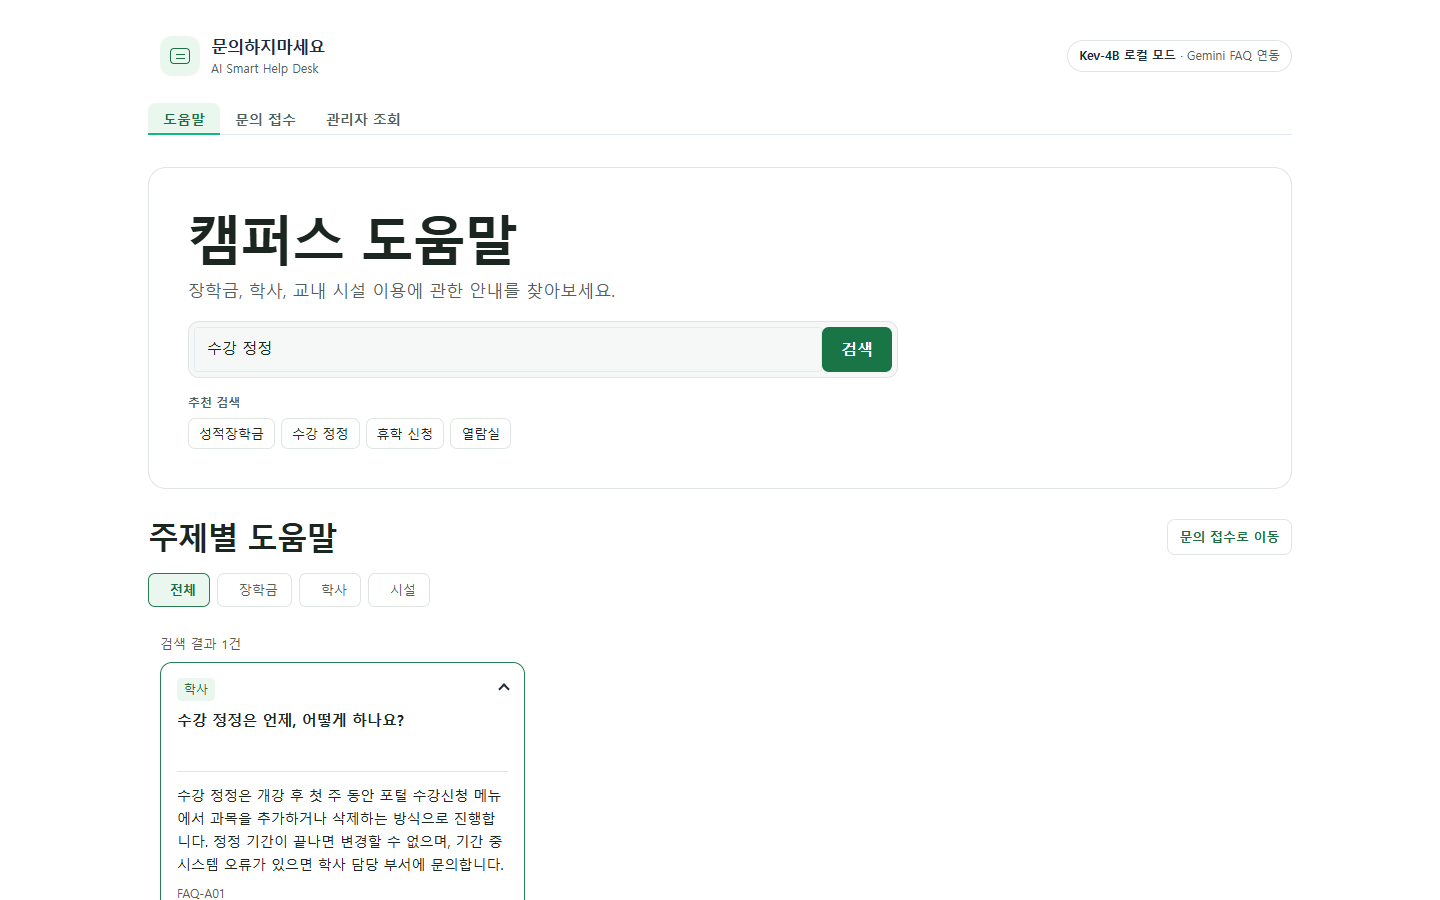 문의하지마세요
AI Smart Help Desk
Kev-4B 로컬 모드 · Gemini FAQ 연동
도움말
문의 접수
관리자 조회
캠퍼스 도움말
장학금, 학사, 교내 시설 이용에 관한 안내를 찾아보세요.
수강 정정
검색
추천 검색
성적장학금
수강 정정
휴학 신청
열람실
주제별 도움말
문의 접수로 이동
전체
장학금
학사
시설
검색 결과 1건
학사
수강 정정은 언제, 어떻게 하나요?
수강 정정은 개강 후 첫 주 동안 포털 수강신청 메뉴
에서 과목을 추가하거나 삭제하는 방식으로 진행합
니다. 정정 기간이 끝나면 변경할 수 없으며, 기간 중
시스템 오류가 있으면 학사 담당 부서에 문의합니다.
FAQ-A01